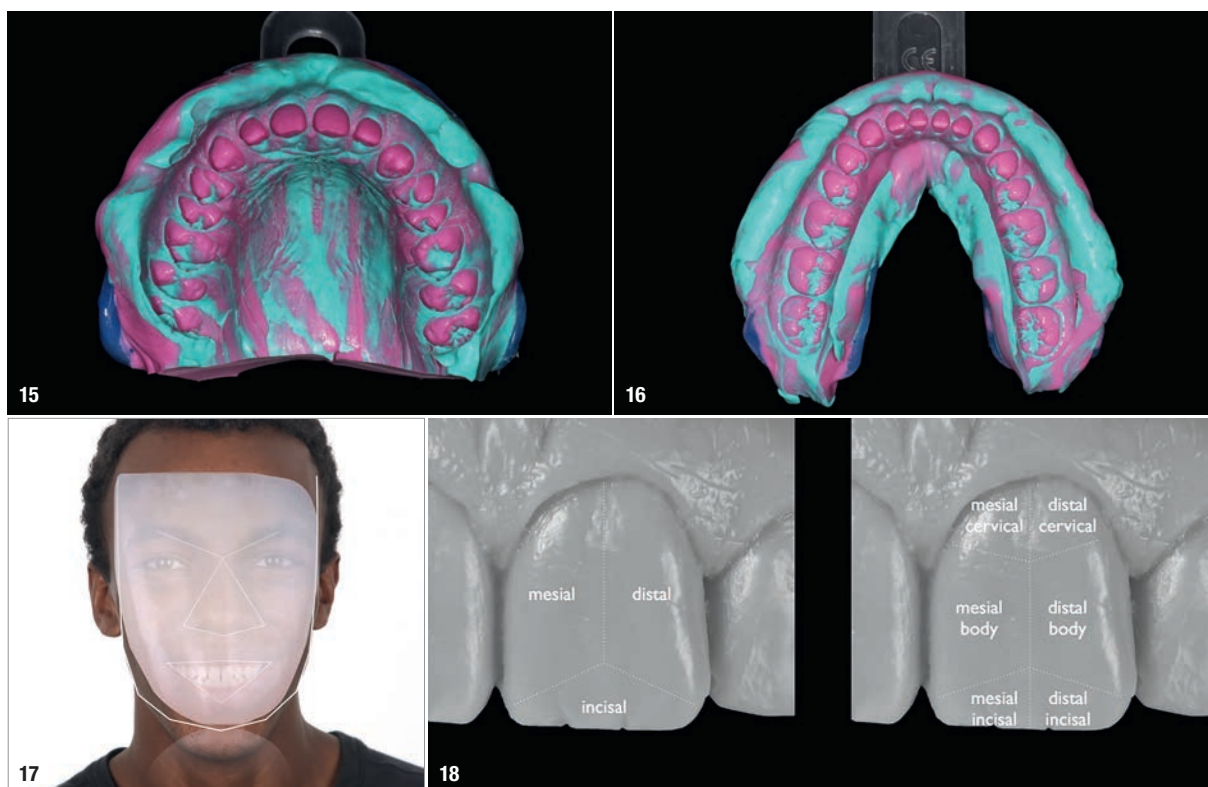 CE
15
16
17
mesial
distal
incisal
18
mesial
cervical
distal
cervical
mesial
body
distal
body
mesial
incisal
distal
incisal